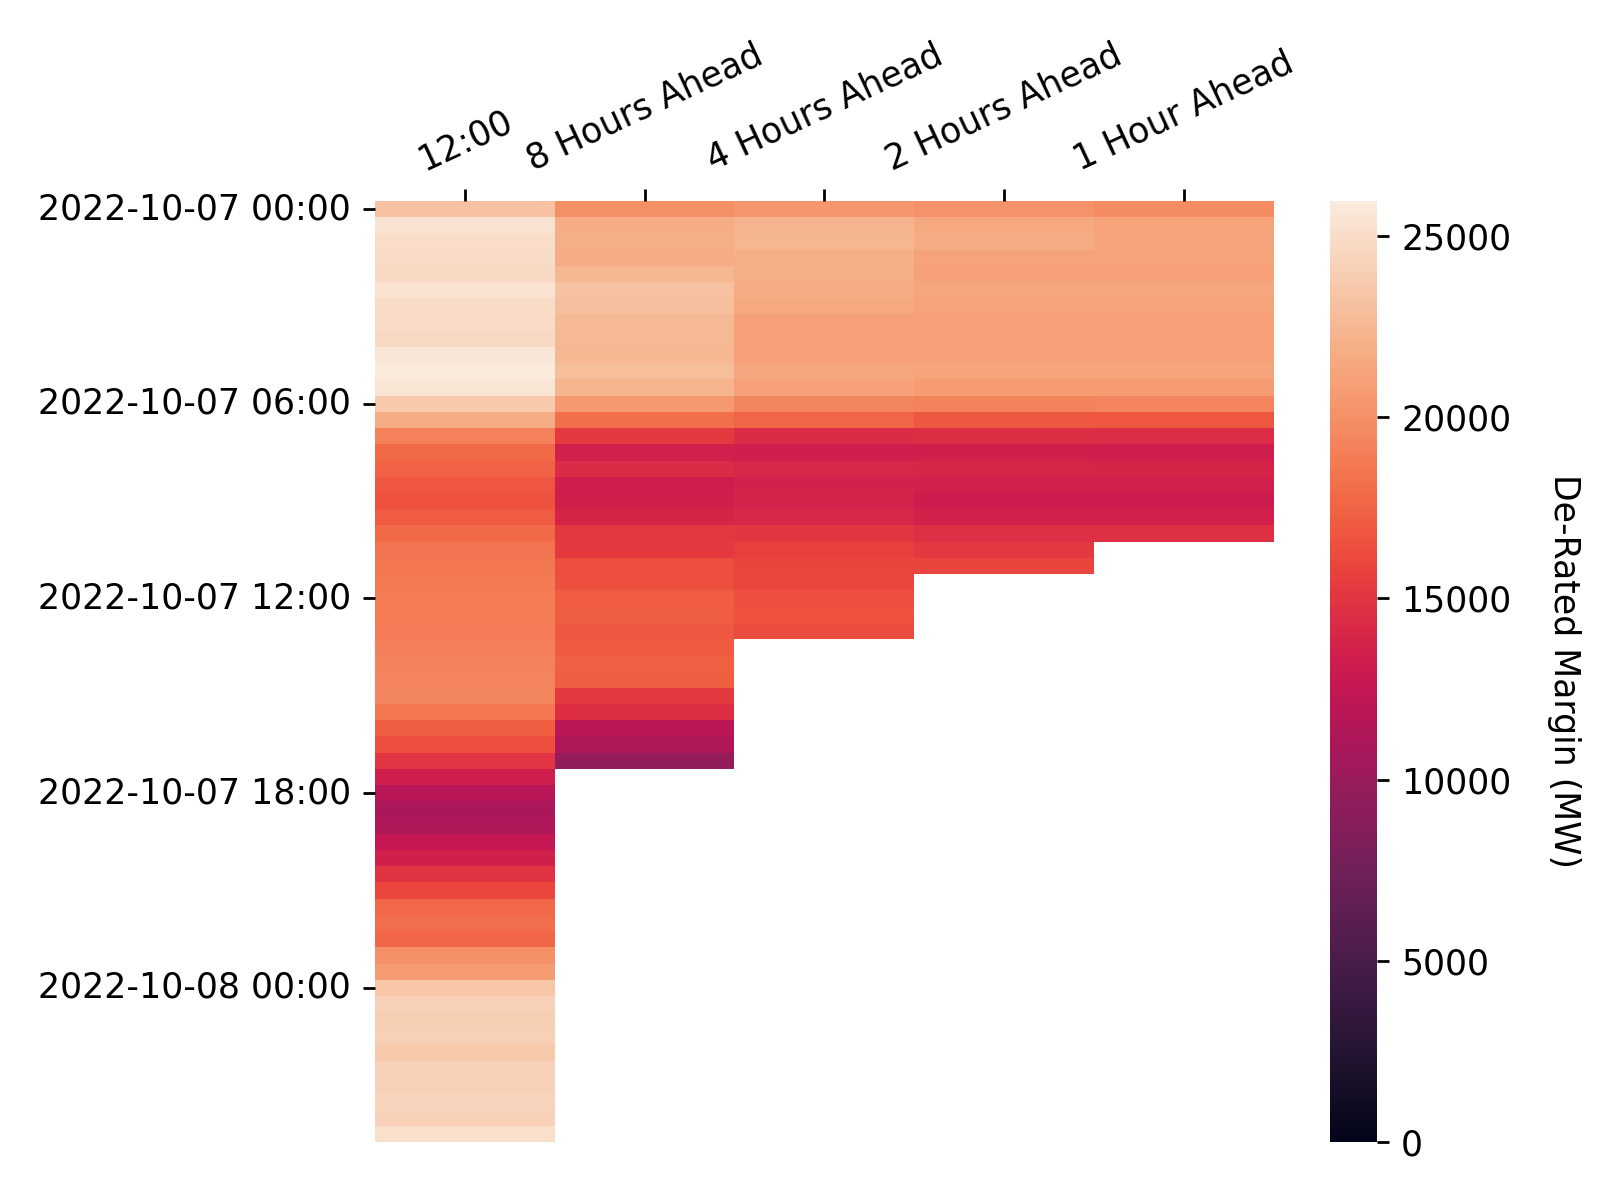 12:00
8 Hours Ahead
4 Hours Ahead
2 Hours Ahead
1 Hour Ahead
2022-10-07 00:00
2022-10-07 06:00
2022-10-07 12:00
2022-10-07 18:00
2022-10-08 00:00
25000
20000
15000
10000
5000
0
De-Rated Margin (MW)